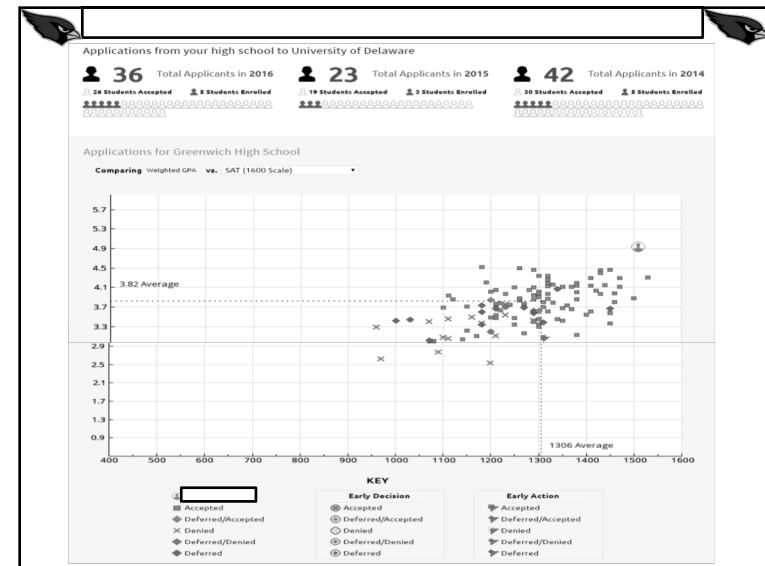 Applications from your high school to University of Delaware
36 Total Applicants in 2016 23 Total Applicants in 2015 42 Total Applicants in 2014
26 Students Accepted 5 Students Enrolled 19 Students Accepted 3 Students Enrolled 30 Students Accepted 5 Students Enrolled
Applications for Greenwich High School
Comparing Weighted GPA vs. SAT (1600 Scale)
5.7
5.3
4.9
4.5
3.82 Average
4.1
3.7
3.3
2.9
2.5
2.1
1.7
1.3
0.9
1306 Average
400 500 600 700 800 900 1000 1100 1200 1300 1400 1500 1600
KEY
Early Decision Early Action
Accepted Accepted Accepted
Deferred/Accepted Deferred/Accepted Deferred/Accepted
Denied Denied Denied
Deferred/Denied Deferred/Denied Deferred/Denied
Deferred Deferred Deferred